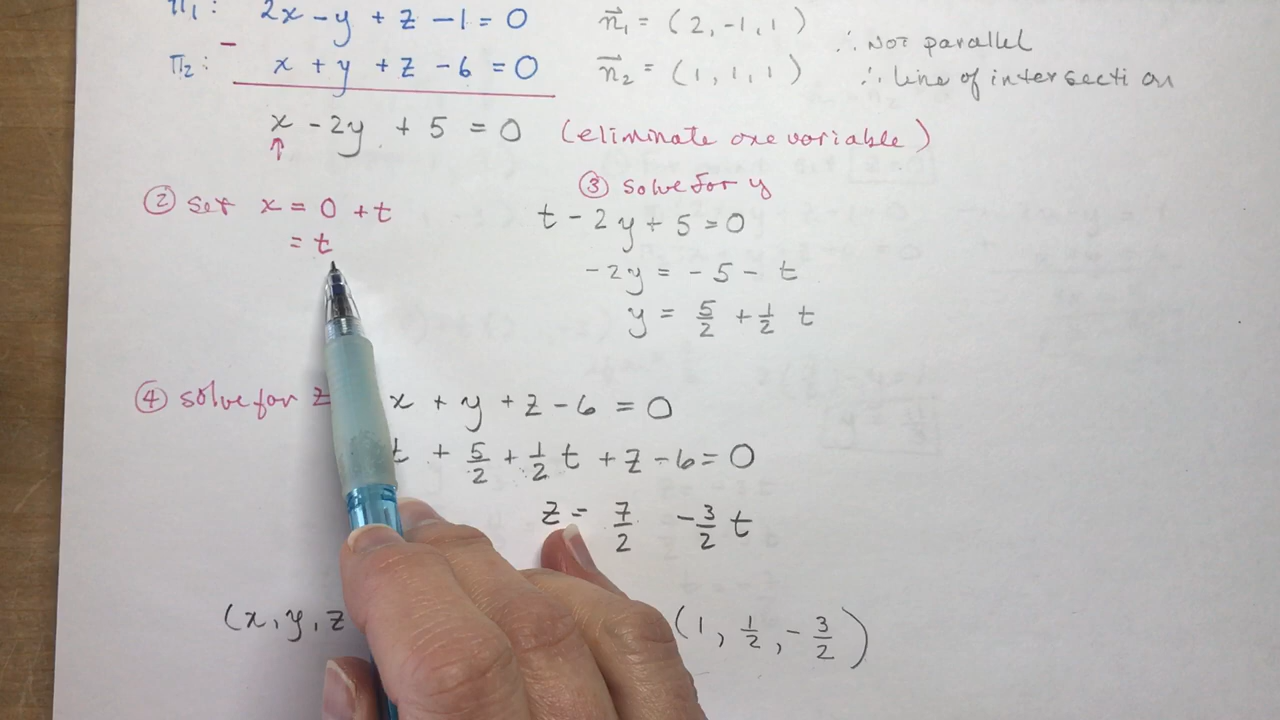 π₁: 2x - y + z - 1 = 0
n⃗₁ = (2, -1, 1)
∴ Not parallel
π₂: x + y + z - 6 = 0
n⃗₂ = (1, 1, 1)
∴ line of intersection
-
x - 2y + 5 = 0 (eliminate one variable)
↑
② set x = 0 + t
= t
③ solve for y
t - 2y + 5 = 0
-2y = -5 - t
y = 5/2 + 1/2 t
④ solve for z
x + y + z - 6 = 0
t + 5/2 + 1/2 t + z - 6 = 0
z = 7/2 - 3/2 t
(x, y, z
(1, 1/2, -3/2)